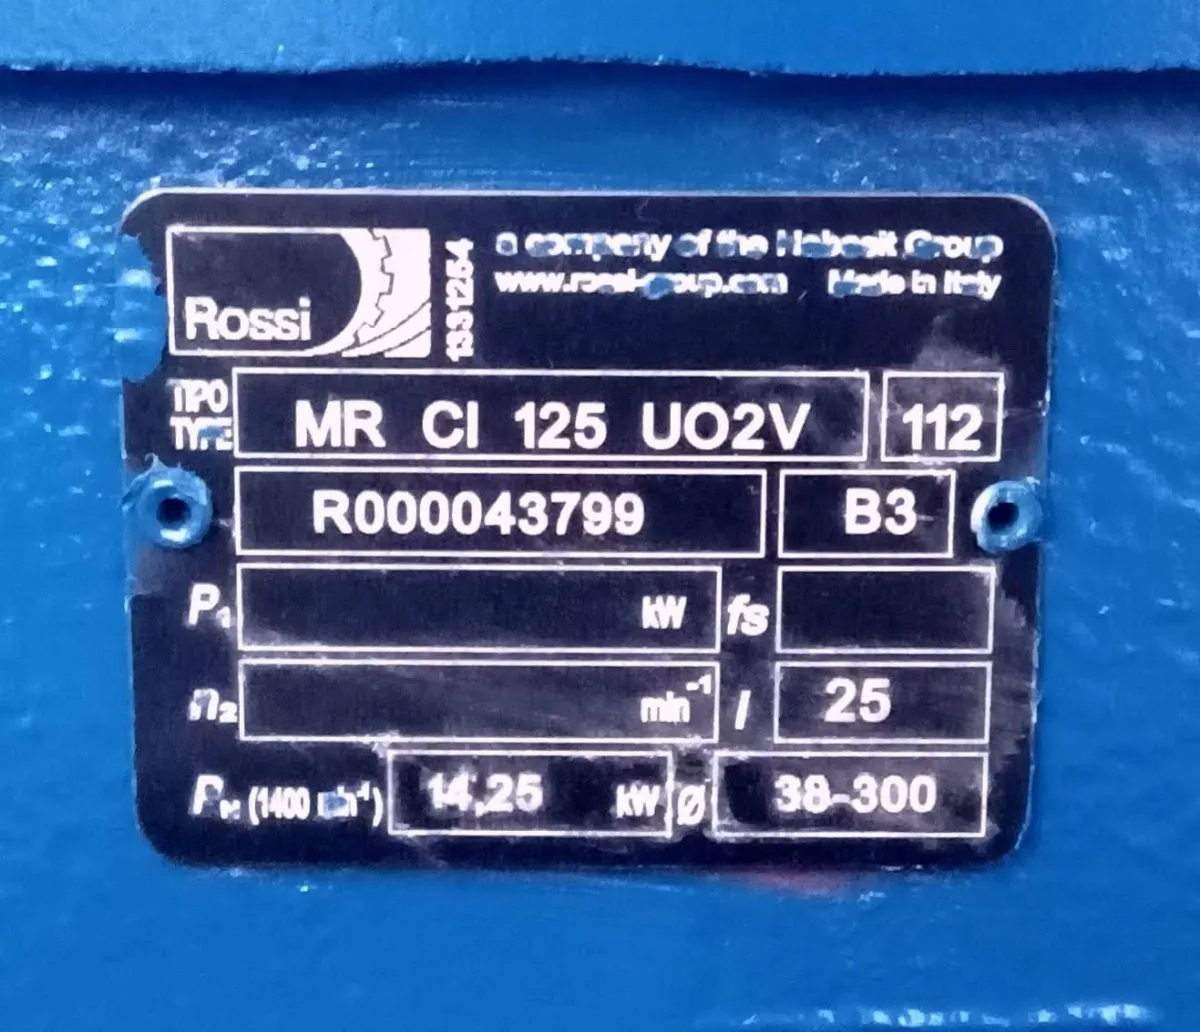 Rossi
1331254
a company of the Habasit Group
www.rossi-group.com Made in Italy
TIPO
TYPE
MR CI 125 UO2V 112
R000043799 B3
P₁ kW fs
n₂ min⁻¹ i 25
Pₘ (1400 min⁻¹) 14,25 kW Ø 38-300